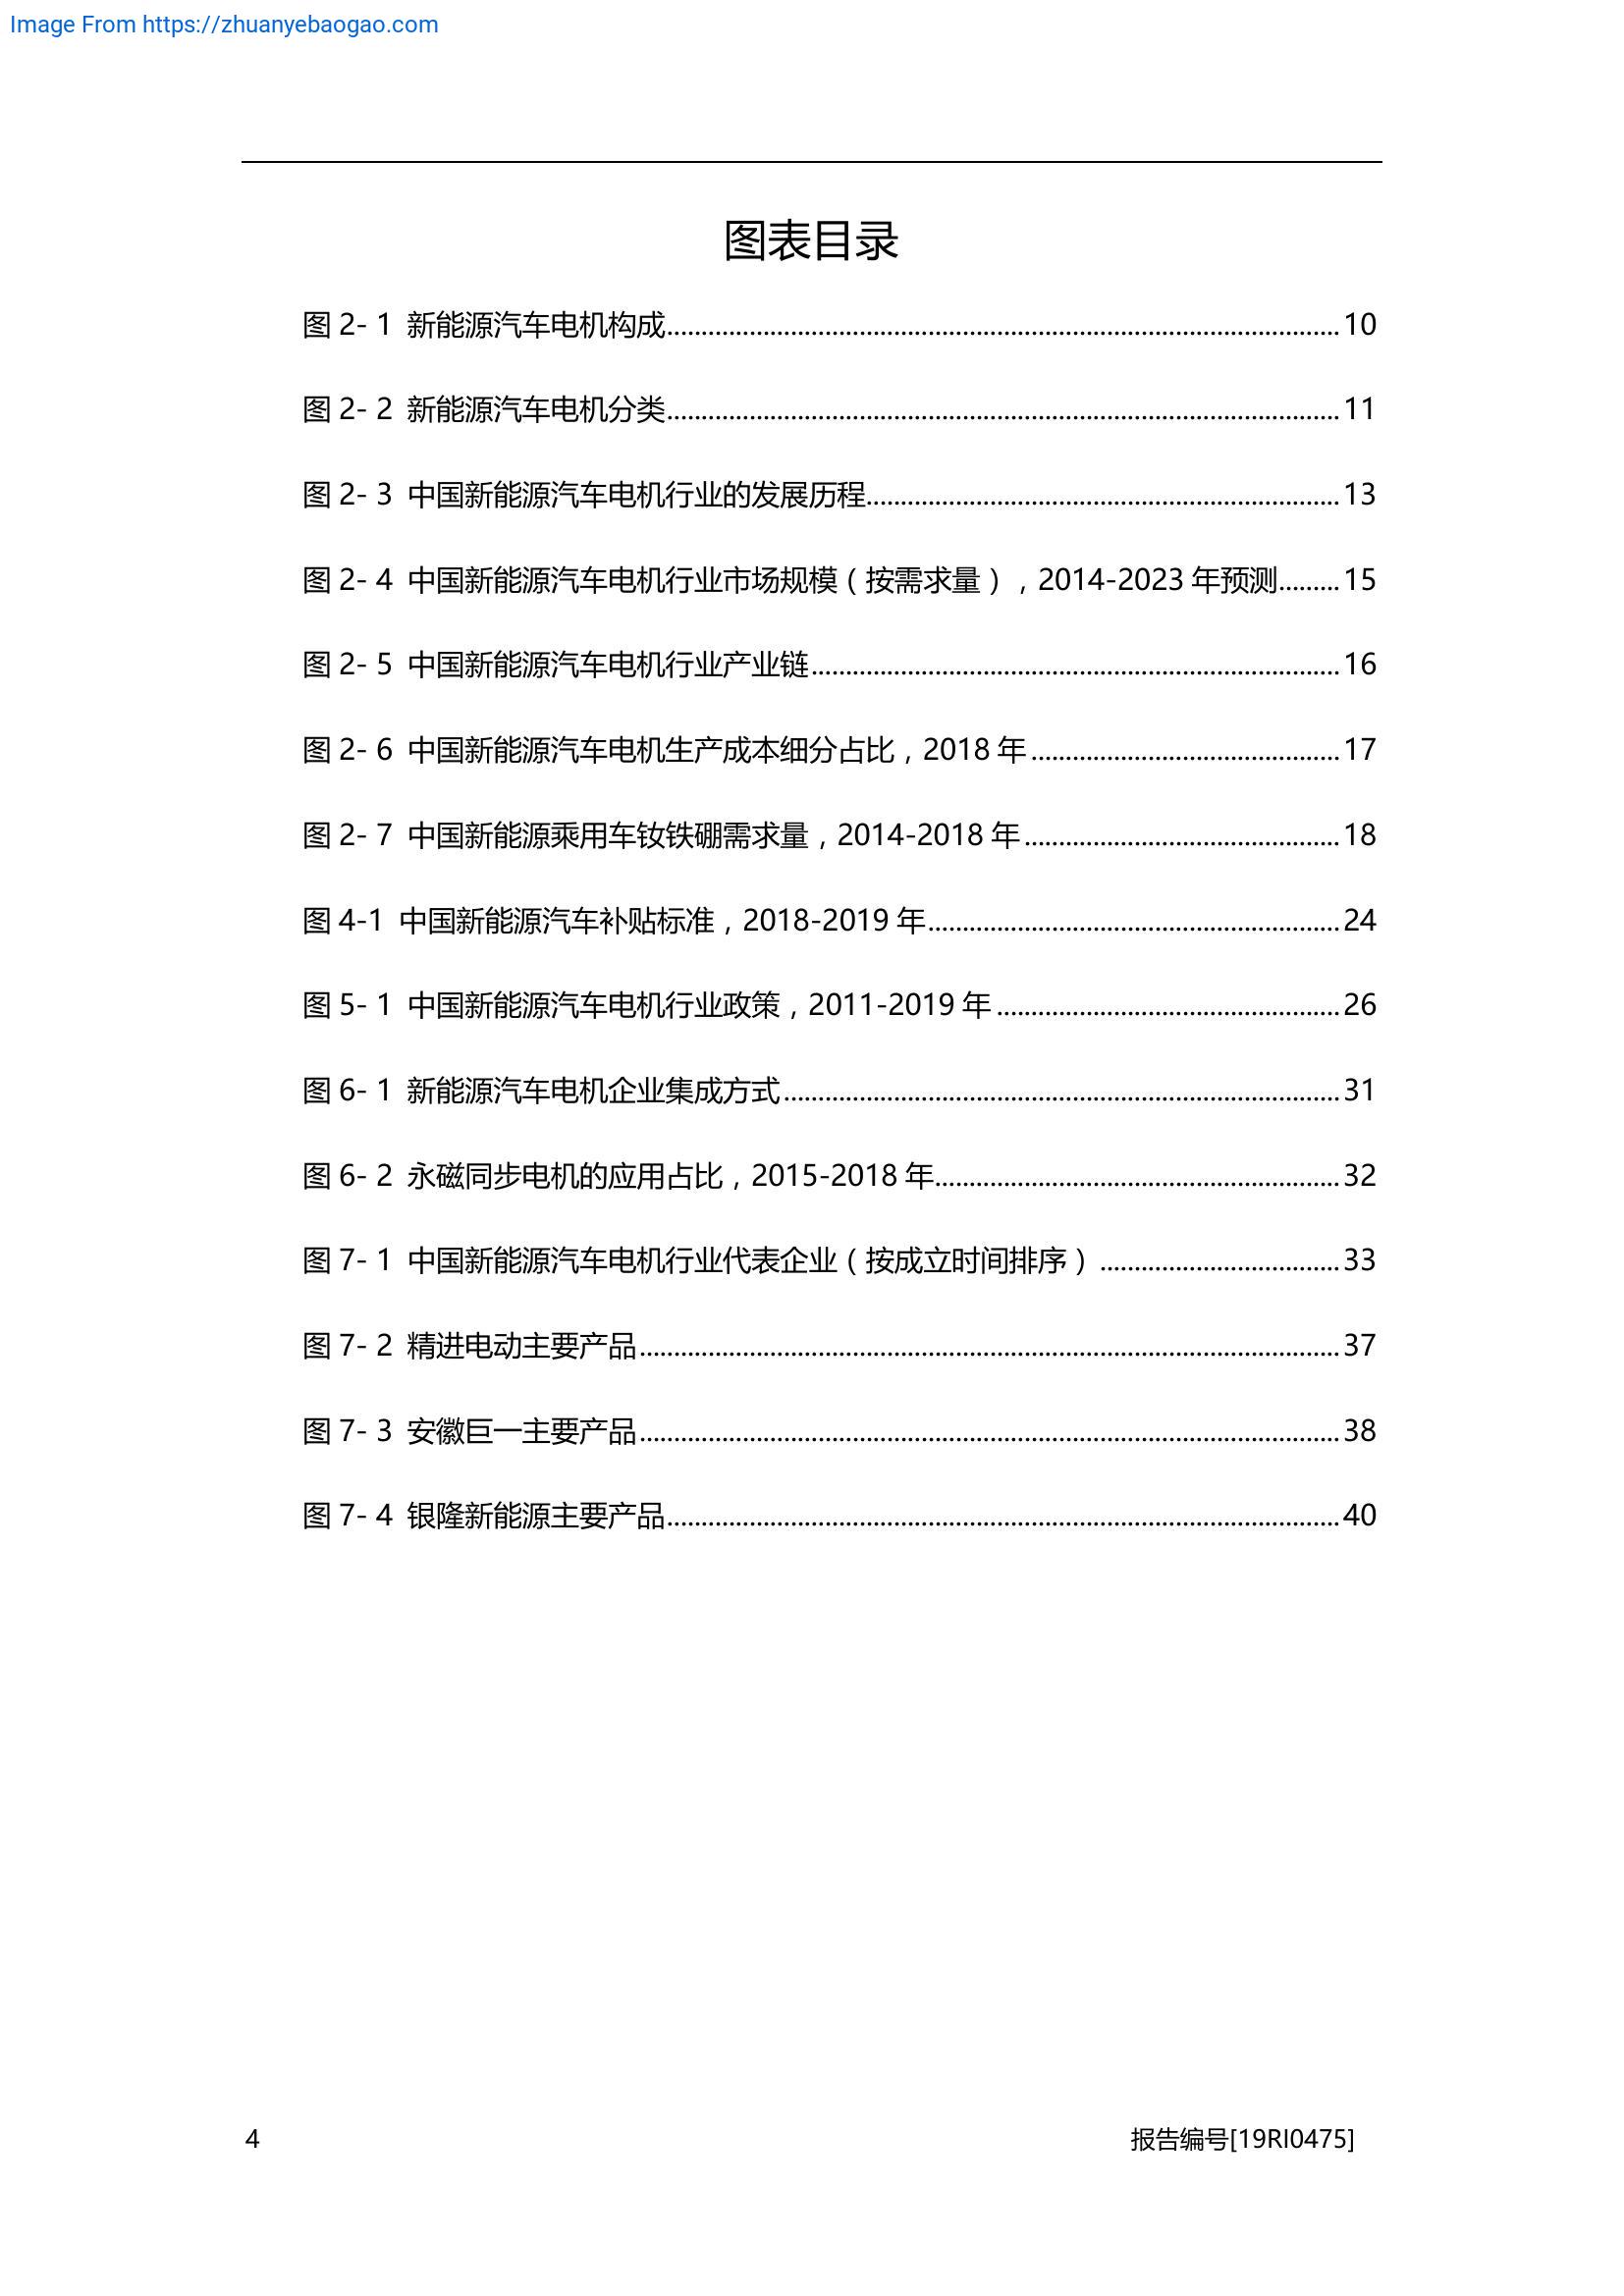 Image From https://zhuanyebaogao.com
图表目录
图 2- 1 新能源汽车电机构成........................................10
图 2- 2 新能源汽车电机分类........................................11
图 2- 3 中国新能源汽车电机行业的发展历程........................................13
图 2- 4 中国新能源汽车电机行业市场规模（按需求量），2014-2023 年预测.........15
图 2- 5 中国新能源汽车电机行业产业链........................................16
图 2- 6 中国新能源汽车电机生产成本细分占比，2018 年........................................17
图 2- 7 中国新能源乘用车钕铁硼需求量，2014-2018 年........................................18
图 4-1 中国新能源汽车补贴标准，2018-2019 年........................................24
图 5- 1 中国新能源汽车电机行业政策，2011-2019 年........................................26
图 6- 1 新能源汽车电机企业集成方式........................................31
图 6- 2 永磁同步电机的应用占比，2015-2018 年........................................32
图 7- 1 中国新能源汽车电机行业代表企业（按成立时间排序）........................................33
图 7- 2 精进电动主要产品........................................37
图 7- 3 安徽巨一主要产品........................................38
图 7- 4 银隆新能源主要产品........................................40
4 报告编号[19RI0475]